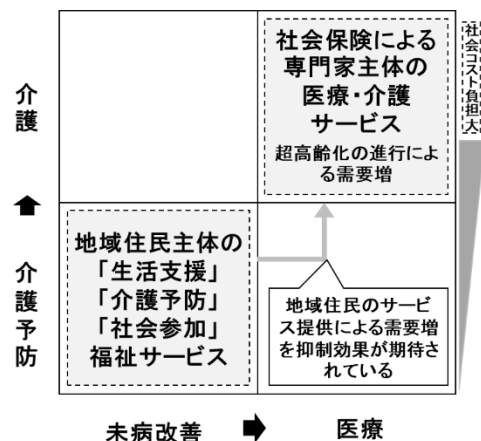 社会保険による
専門家主体の
医療・介護
サービス
超高齢化の進行によ
る需要増
社会コスト負担大
介護
地域住民主体の
「生活支援」
「介護予防」
「社会参加」
福祉サービス
地域住民のサービ
ス提供による需要増
を抑制効果が期待さ
れている
介護予防
未病改善
医療